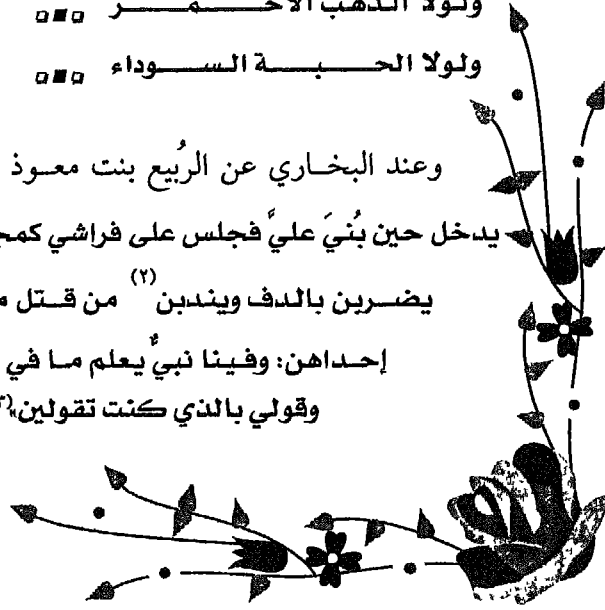 ولولا الذهب الأحمر
ولولا الحبة السوداء
وعند البخاري عن الرُبيع بنت معوذ
يدخل حين بُنيَ عليَّ فجلس على فراشي كمج
يضربن بالدف ويندبن (٢) من قتل م
إحداهن: وفينا نبيٌّ يعلم ما في
وقولي بالذي كنت تقولين»